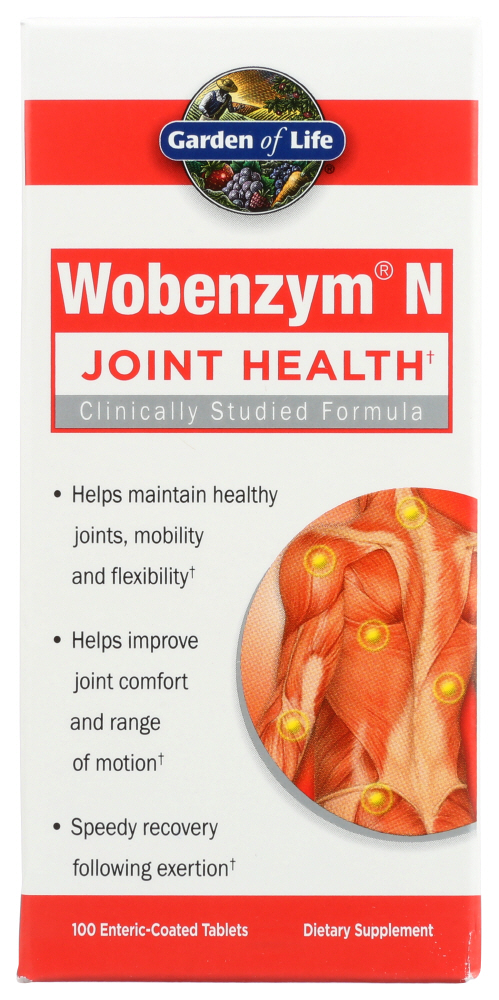 Garden of Life
®
Wobenzym® N
JOINT HEALTH†
Clinically Studied Formula
• Helps maintain healthy
joints, mobility
and flexibility†
• Helps improve
joint comfort
and range
of motion†
• Speedy recovery
following exertion†
100 Enteric-Coated Tablets Dietary Supplement